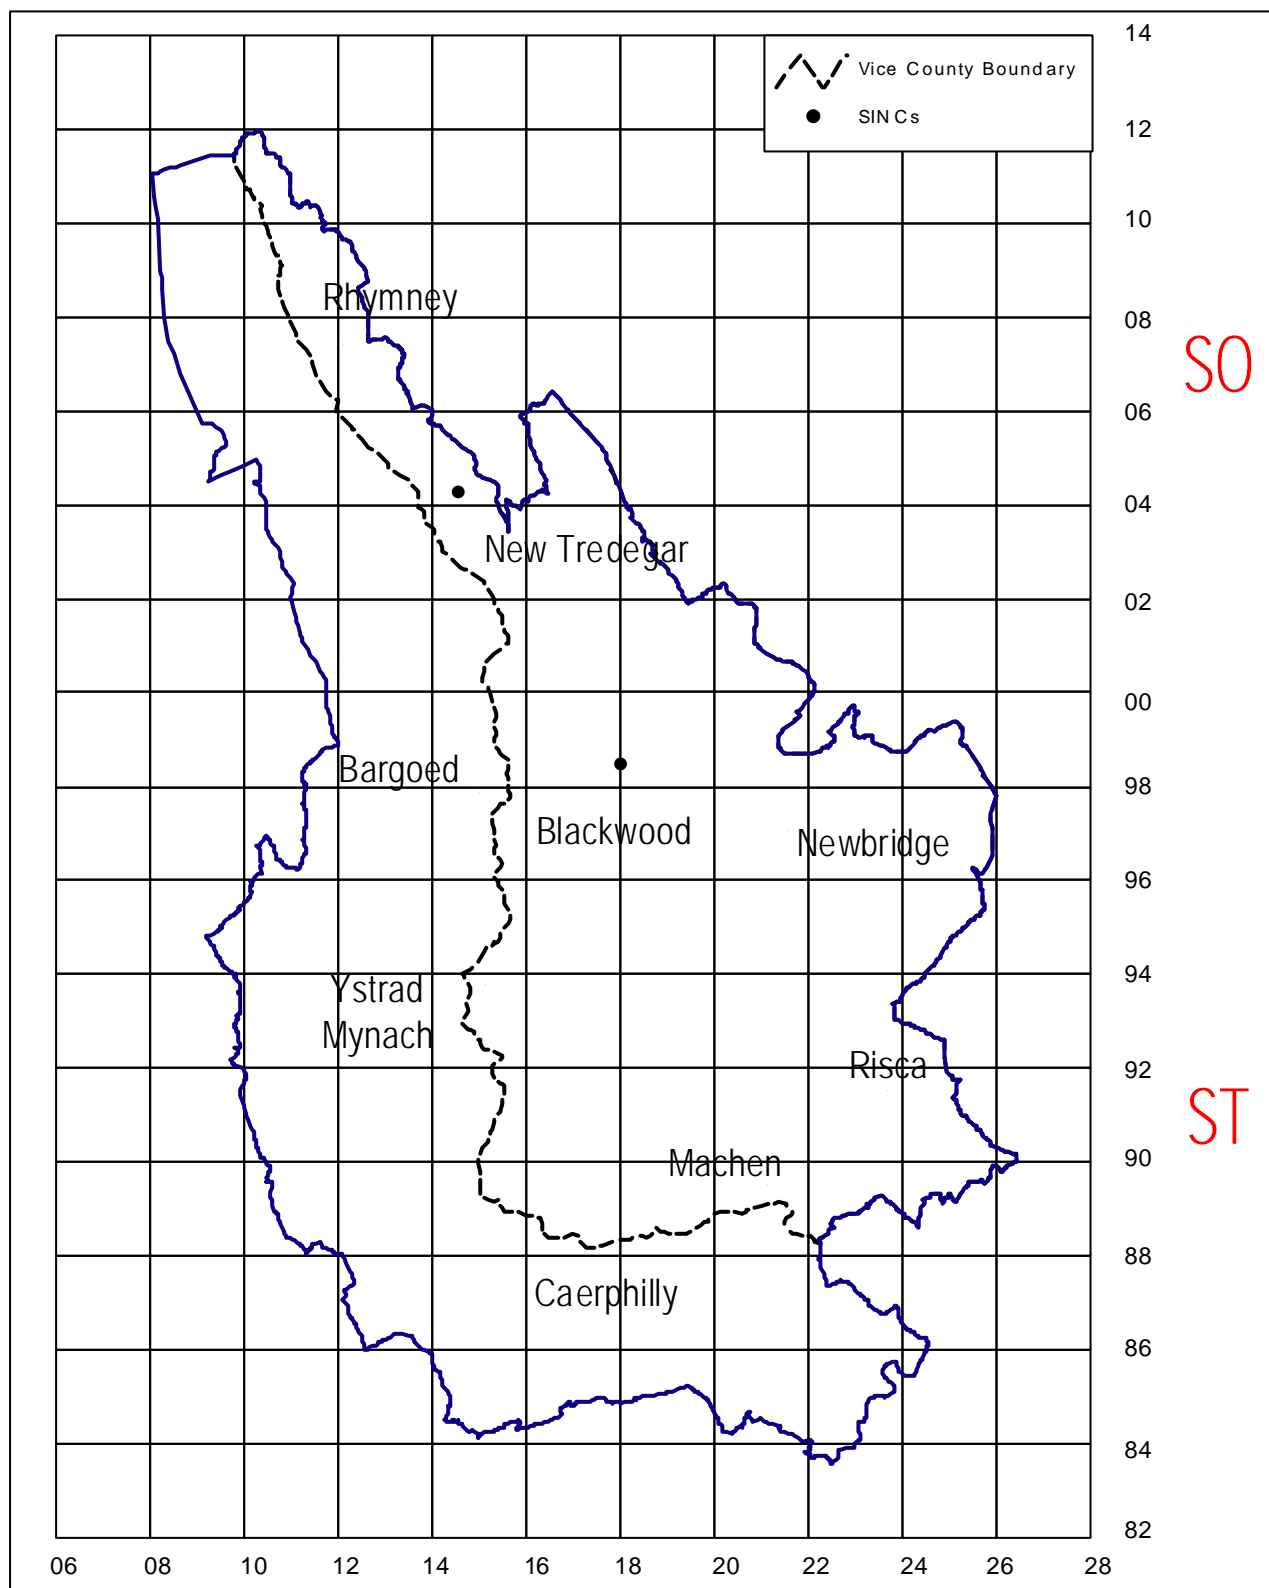 14
Vice County Boundary
SINCs
12
10
Rhymney
08
SO
06
04
New Tredegar
02
00
Bargoed
98
Blackwood
Newbridge
96
94
Ystrad
Mynach
Risca
92
ST
Machen
90
88
Caerphilly
86
84
82
06 08 10 12 14 16 18 20 22 24 26 28